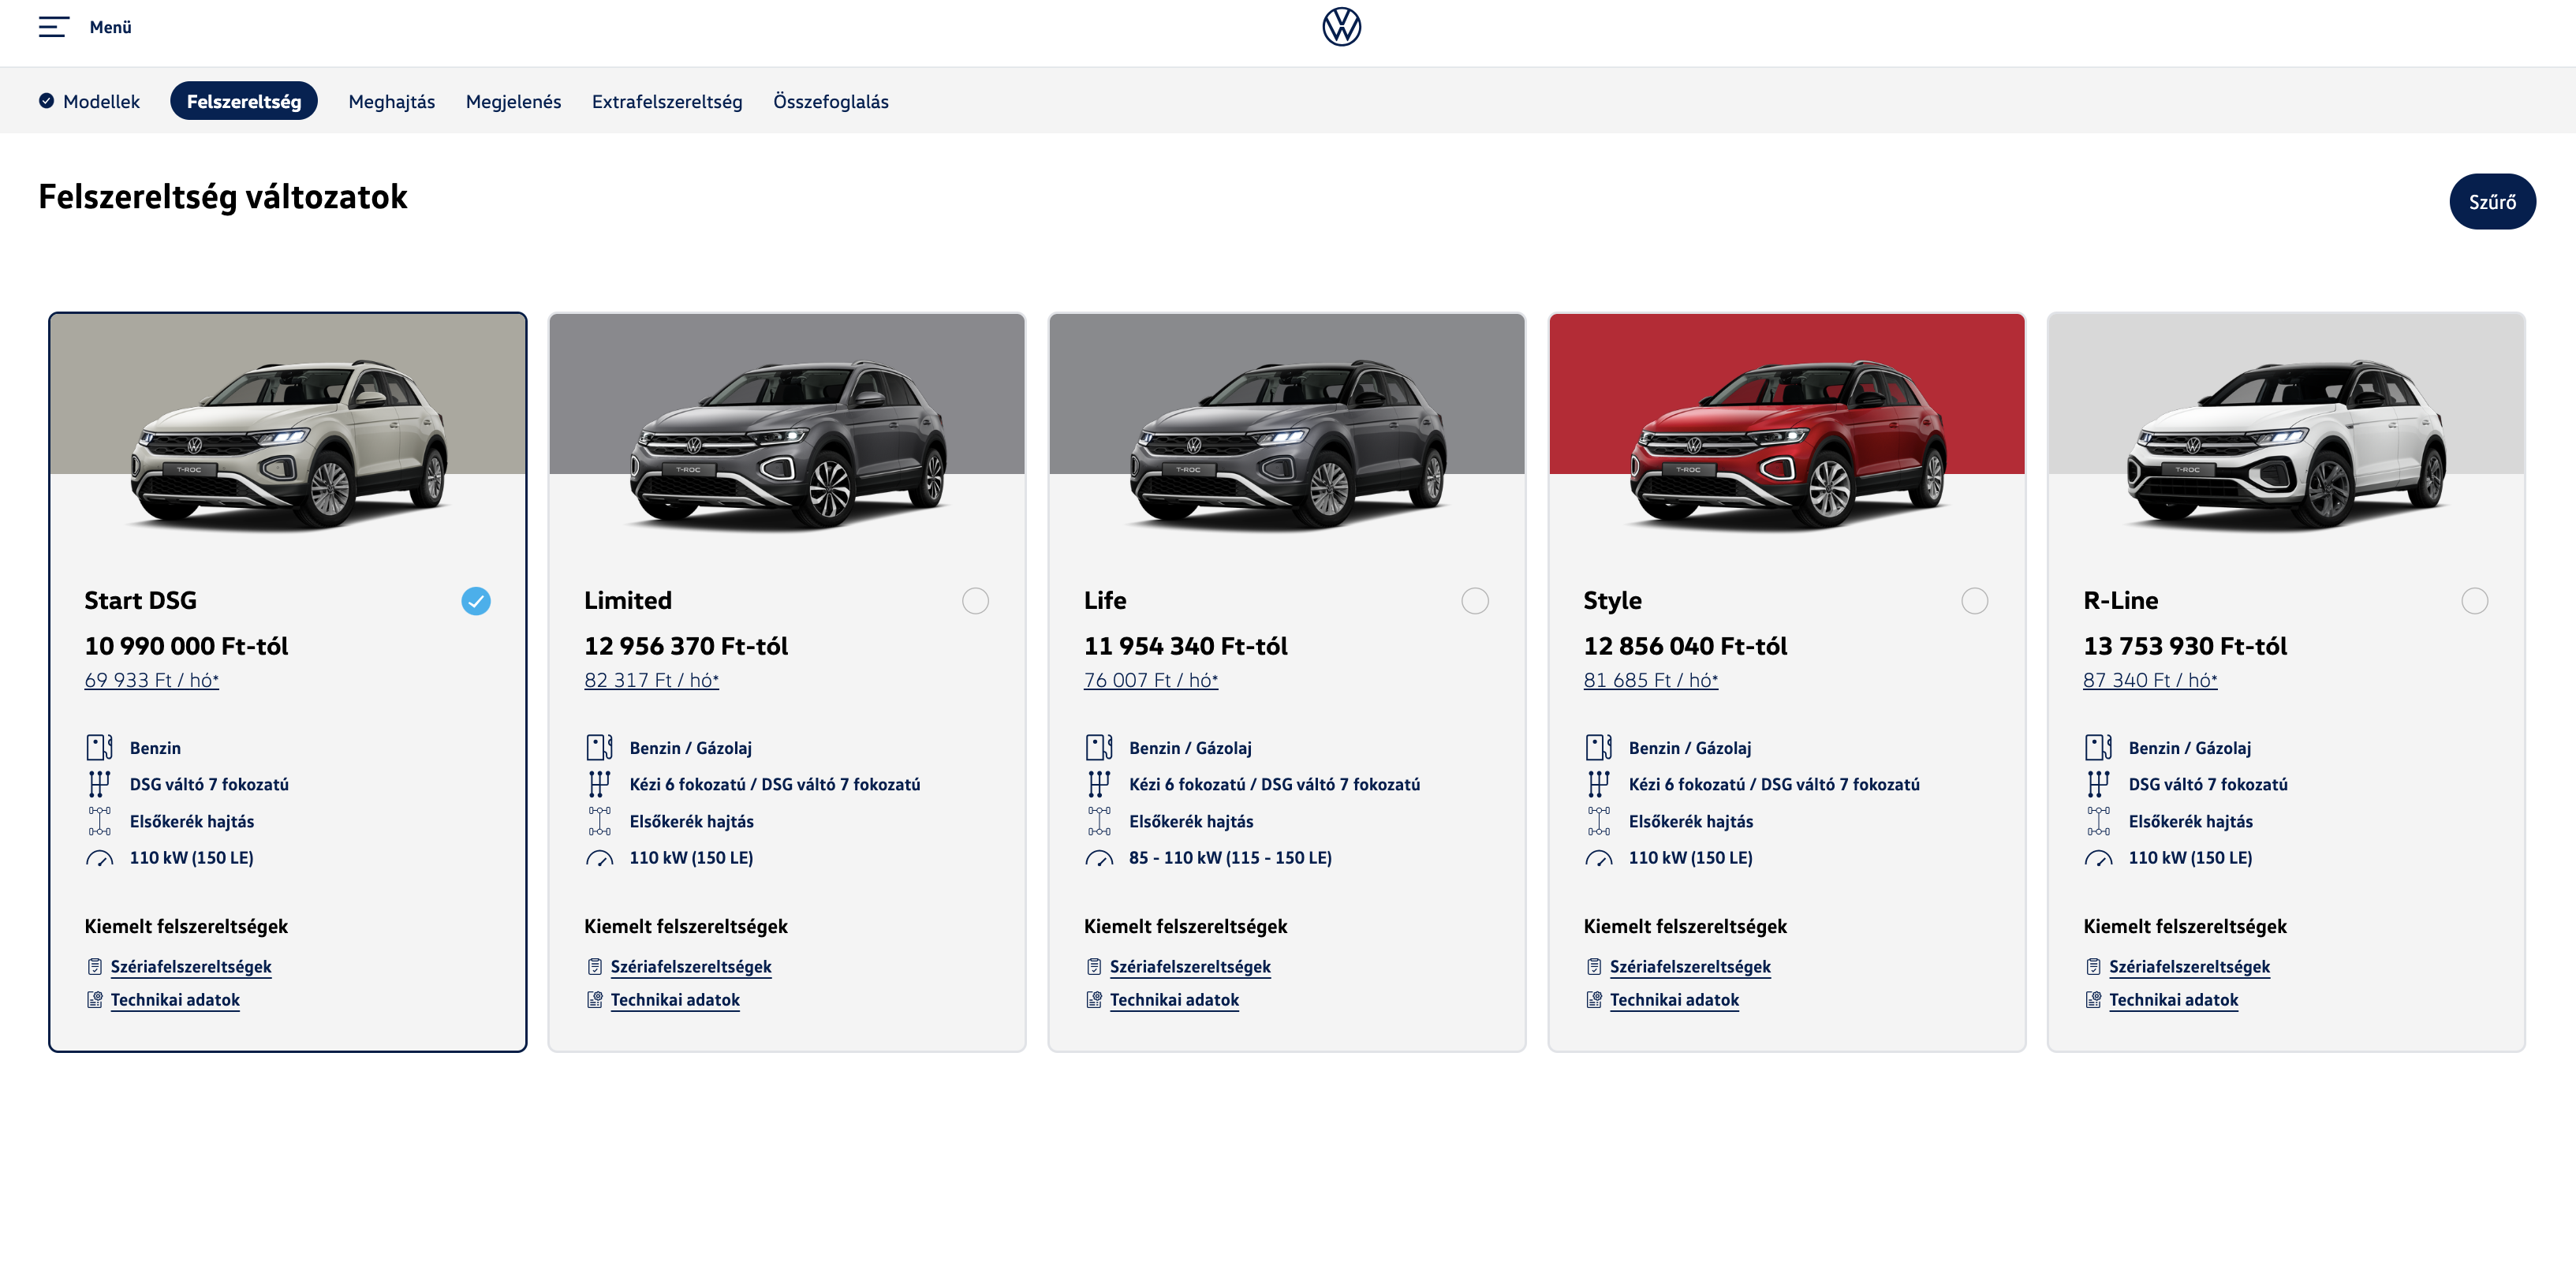 Menü
Modellek
Felszereltség
Meghajtás
Megjelenés
Extrafelszereltség
Összefoglalás
Felszereltség változatok
Szűrő
T-ROC
Start DSG
10 990 000 Ft-tól
69 933 Ft / hó*
Benzin
DSG váltó 7 fokozatú
Elsőkerék hajtás
110 kW (150 LE)
Kiemelt felszereltségek
Szériafelszereltségek
Technikai adatok
T-ROC
Limited
12 956 370 Ft-tól
82 317 Ft / hó*
Benzin / Gázolaj
Kézi 6 fokozatú / DSG váltó 7 fokozatú
Elsőkerék hajtás
110 kW (150 LE)
Kiemelt felszereltségek
Szériafelszereltségek
Technikai adatok
T-ROC
Life
11 954 340 Ft-tól
76 007 Ft / hó*
Benzin / Gázolaj
Kézi 6 fokozatú / DSG váltó 7 fokozatú
Elsőkerék hajtás
85 - 110 kW (115 - 150 LE)
Kiemelt felszereltségek
Szériafelszereltségek
Technikai adatok
T-ROC
Style
12 856 040 Ft-tól
81 685 Ft / hó*
Benzin / Gázolaj
Kézi 6 fokozatú / DSG váltó 7 fokozatú
Elsőkerék hajtás
110 kW (150 LE)
Kiemelt felszereltségek
Szériafelszereltségek
Technikai adatok
T-ROC
R-Line
13 753 930 Ft-tól
87 340 Ft / hó*
Benzin / Gázolaj
DSG váltó 7 fokozatú
Elsőkerék hajtás
110 kW (150 LE)
Kiemelt felszereltségek
Szériafelszereltségek
Technikai adatok